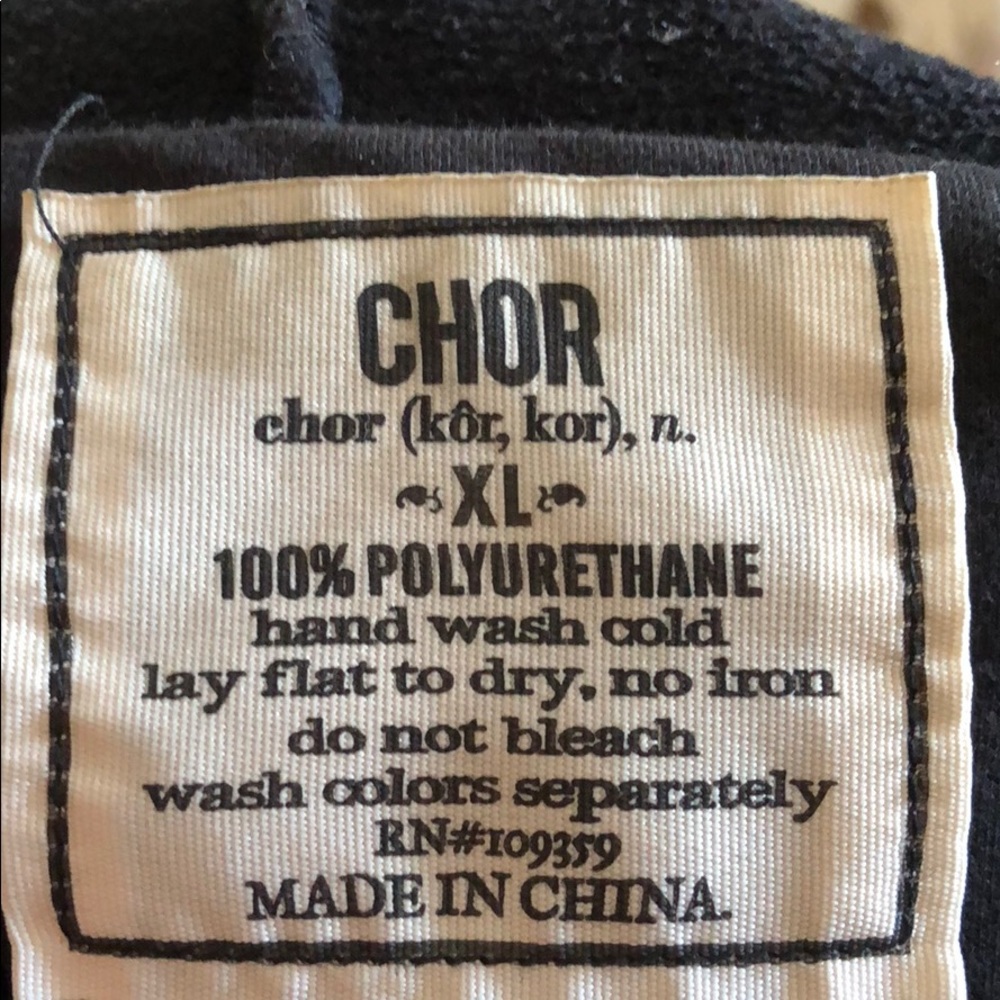 CHOR
chor (kôr, kor), n.
XL
100% POLYURETHANE
hand wash cold
lay flat to dry, no iron
do not bleach
wash colors separately
RN#109359
MADE IN CHINA.